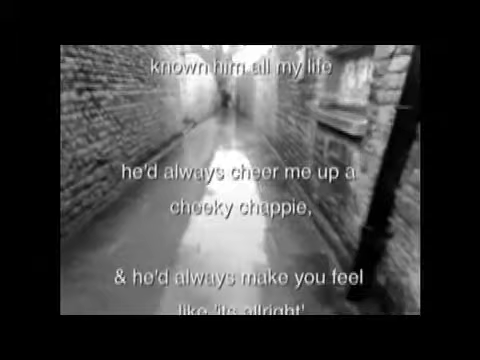 known him all my life
he'd always cheer me up a
cheeky chappie,
& he'd always make you feel
like 'its allright'